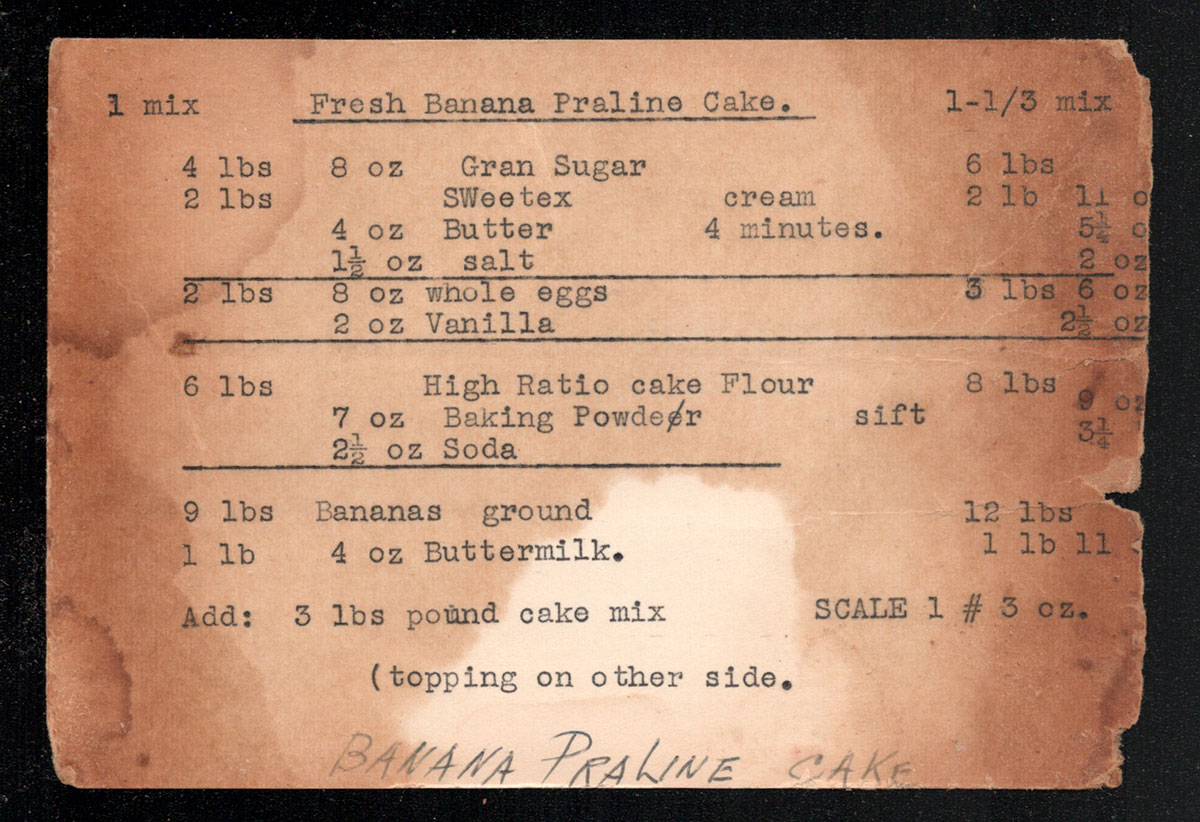 1 mix Fresh Banana Praline Cake. 1-1/3 mix
4 lbs 8 oz Gran Sugar 6 lbs
2 lbs SWeetex cream 2 lb 11 o
4 oz Butter 4 minutes. 5¼ o
1½ oz salt 2 oz
2 lbs 8 oz whole eggs 3 lbs 6 oz
2 oz Vanilla 2½ oz
6 lbs High Ratio cake Flour 8 lbs
7 oz Baking Powder sift 9 oz
2½ oz Soda 3¼
9 lbs Bananas ground 12 lbs
1 lb 4 oz Buttermilk. 1 lb 11
Add: 3 lbs pound cake mix SCALE 1 # 3 oz.
(topping on other side.
BANANA PRALINE CAKE